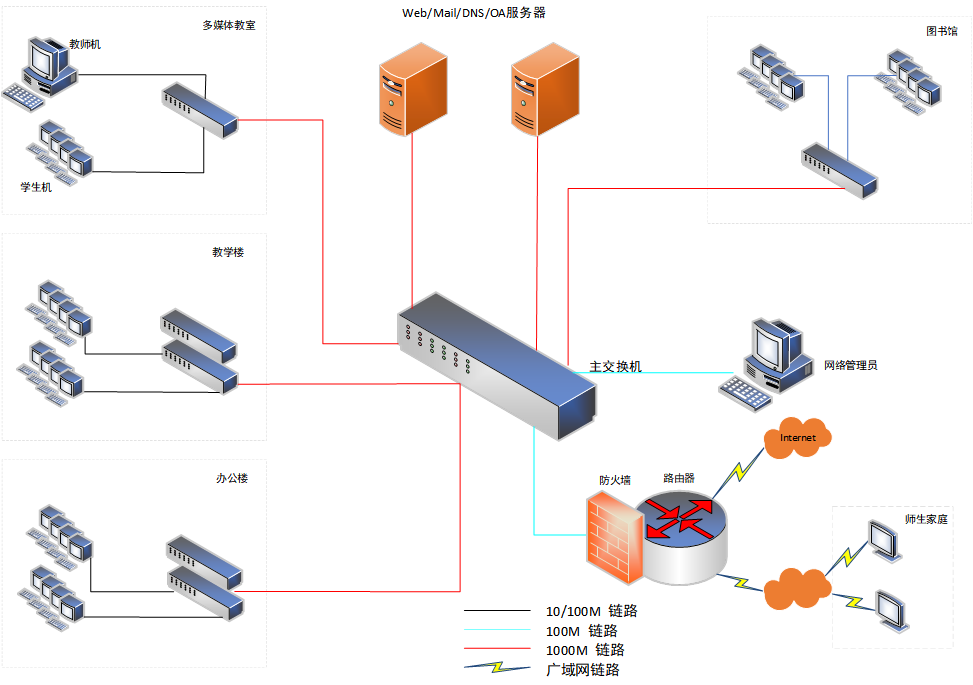 Web/Mail/DNS/OA服务器
多媒体教室
教师机
学生机
图书馆
教学楼
主交换机
网络管理员
Internet
办公楼
防火墙
路由器
师生家庭
10/100M 链路
100M 链路
1000M 链路
广域网链路